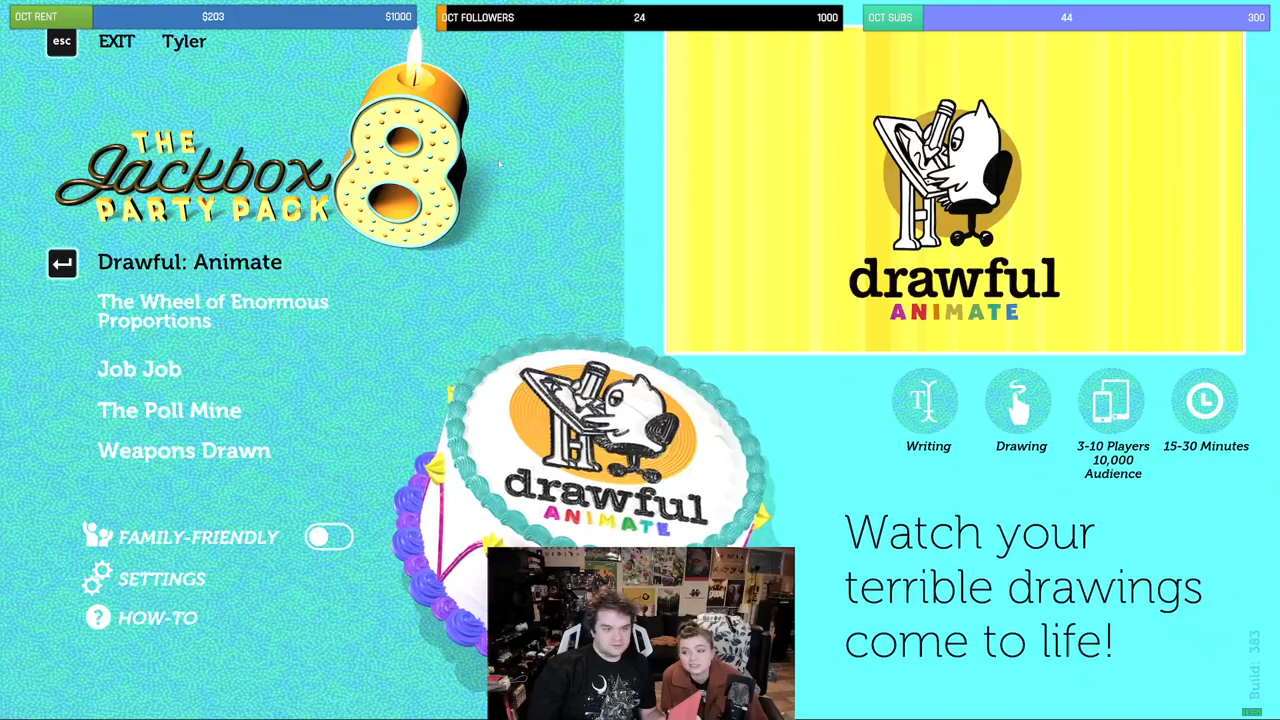 OCT RENT $203 $1000
OCT FOLLOWERS 24 1000
OCT SUBS 44 300
esc EXIT Tyler
THE
Jackbox
PARTY PACK
8
Drawful: Animate
The Wheel of Enormous
Proportions
Job Job
The Poll Mine
Weapons Drawn
FAMILY-FRIENDLY
SETTINGS
? HOW-TO
drawful
ANIMATE
drawful
ANIMATE
Writing
Drawing
3-10 Players
10,000
Audience
15-30 Minutes
Watch your
terrible drawings
come to life!
Build: 383